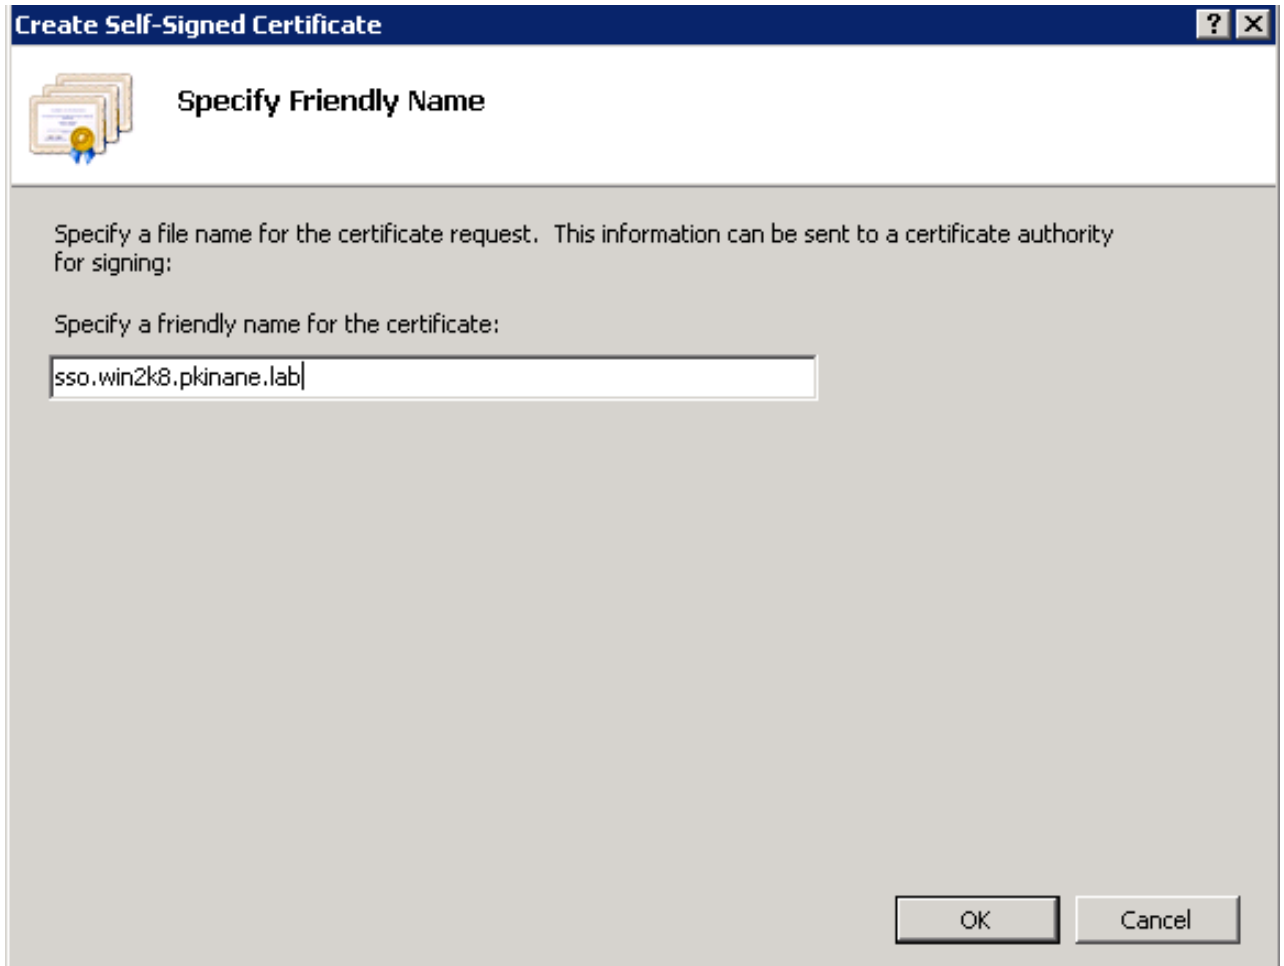 Create Self-Signed Certificate
Specify Friendly Name
Specify a file name for the certificate request.  This information can be sent to a certificate authority
for signing:
Specify a friendly name for the certificate:
sso.win2k8.pkinane.lab
OK
Cancel